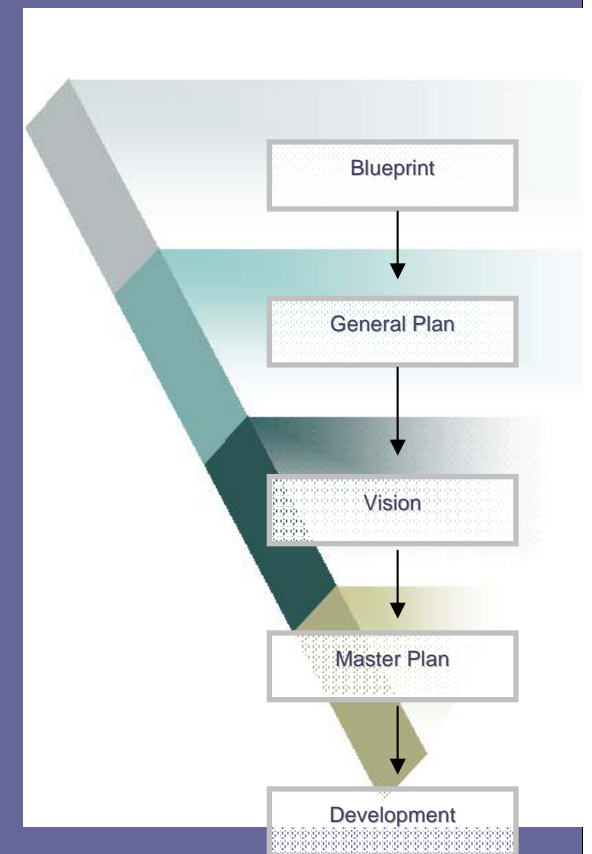 Blueprint
General Plan
Vision
Master Plan
Development